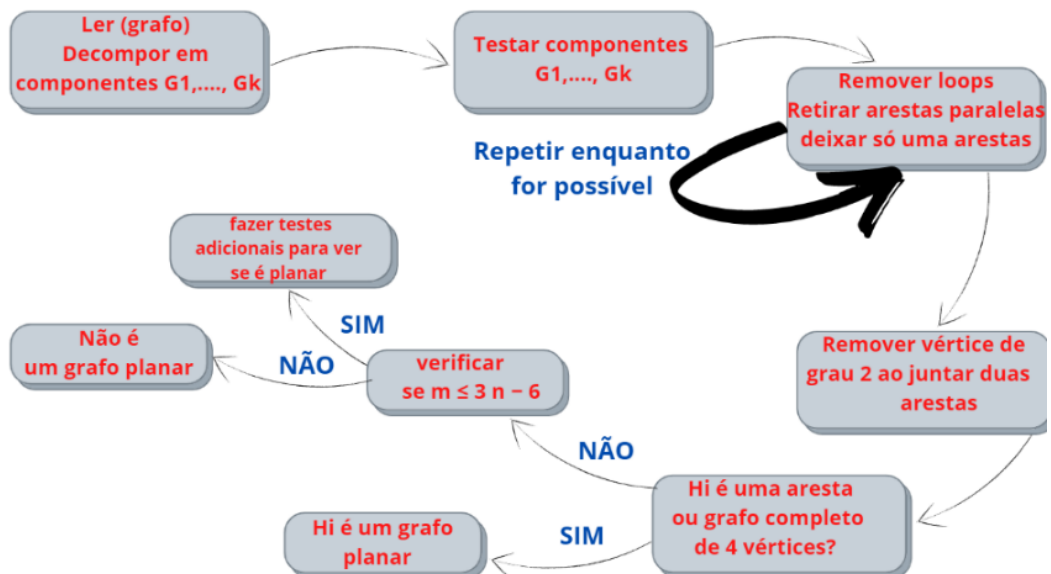 Ler (grafo)
Decompor em
componentes G1,...., Gk
Testar componentes
G1,...., Gk
Remover loops
Retirar arestas paralelas
deixar só uma arestas
Repetir enquanto
for possível
Remover vértice de
grau 2 ao juntar duas
arestas
Hi é uma aresta
ou grafo completo
de 4 vértices?
SIM
Hi é um grafo
planar
NÃO
verificar
se m ≤ 3 n − 6
SIM
fazer testes
adicionais para ver
se é planar
NÃO
Não é
um grafo planar